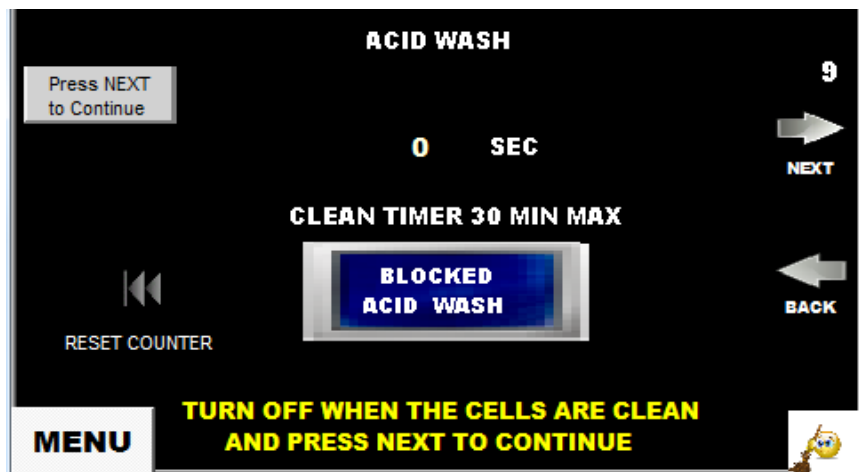 ACID WASH
9
Press NEXT
to Continue
0 SEC
NEXT
CLEAN TIMER 30 MIN MAX
BLOCKED
ACID WASH
BACK
RESET COUNTER
TURN OFF WHEN THE CELLS ARE CLEAN
AND PRESS NEXT TO CONTINUE
MENU